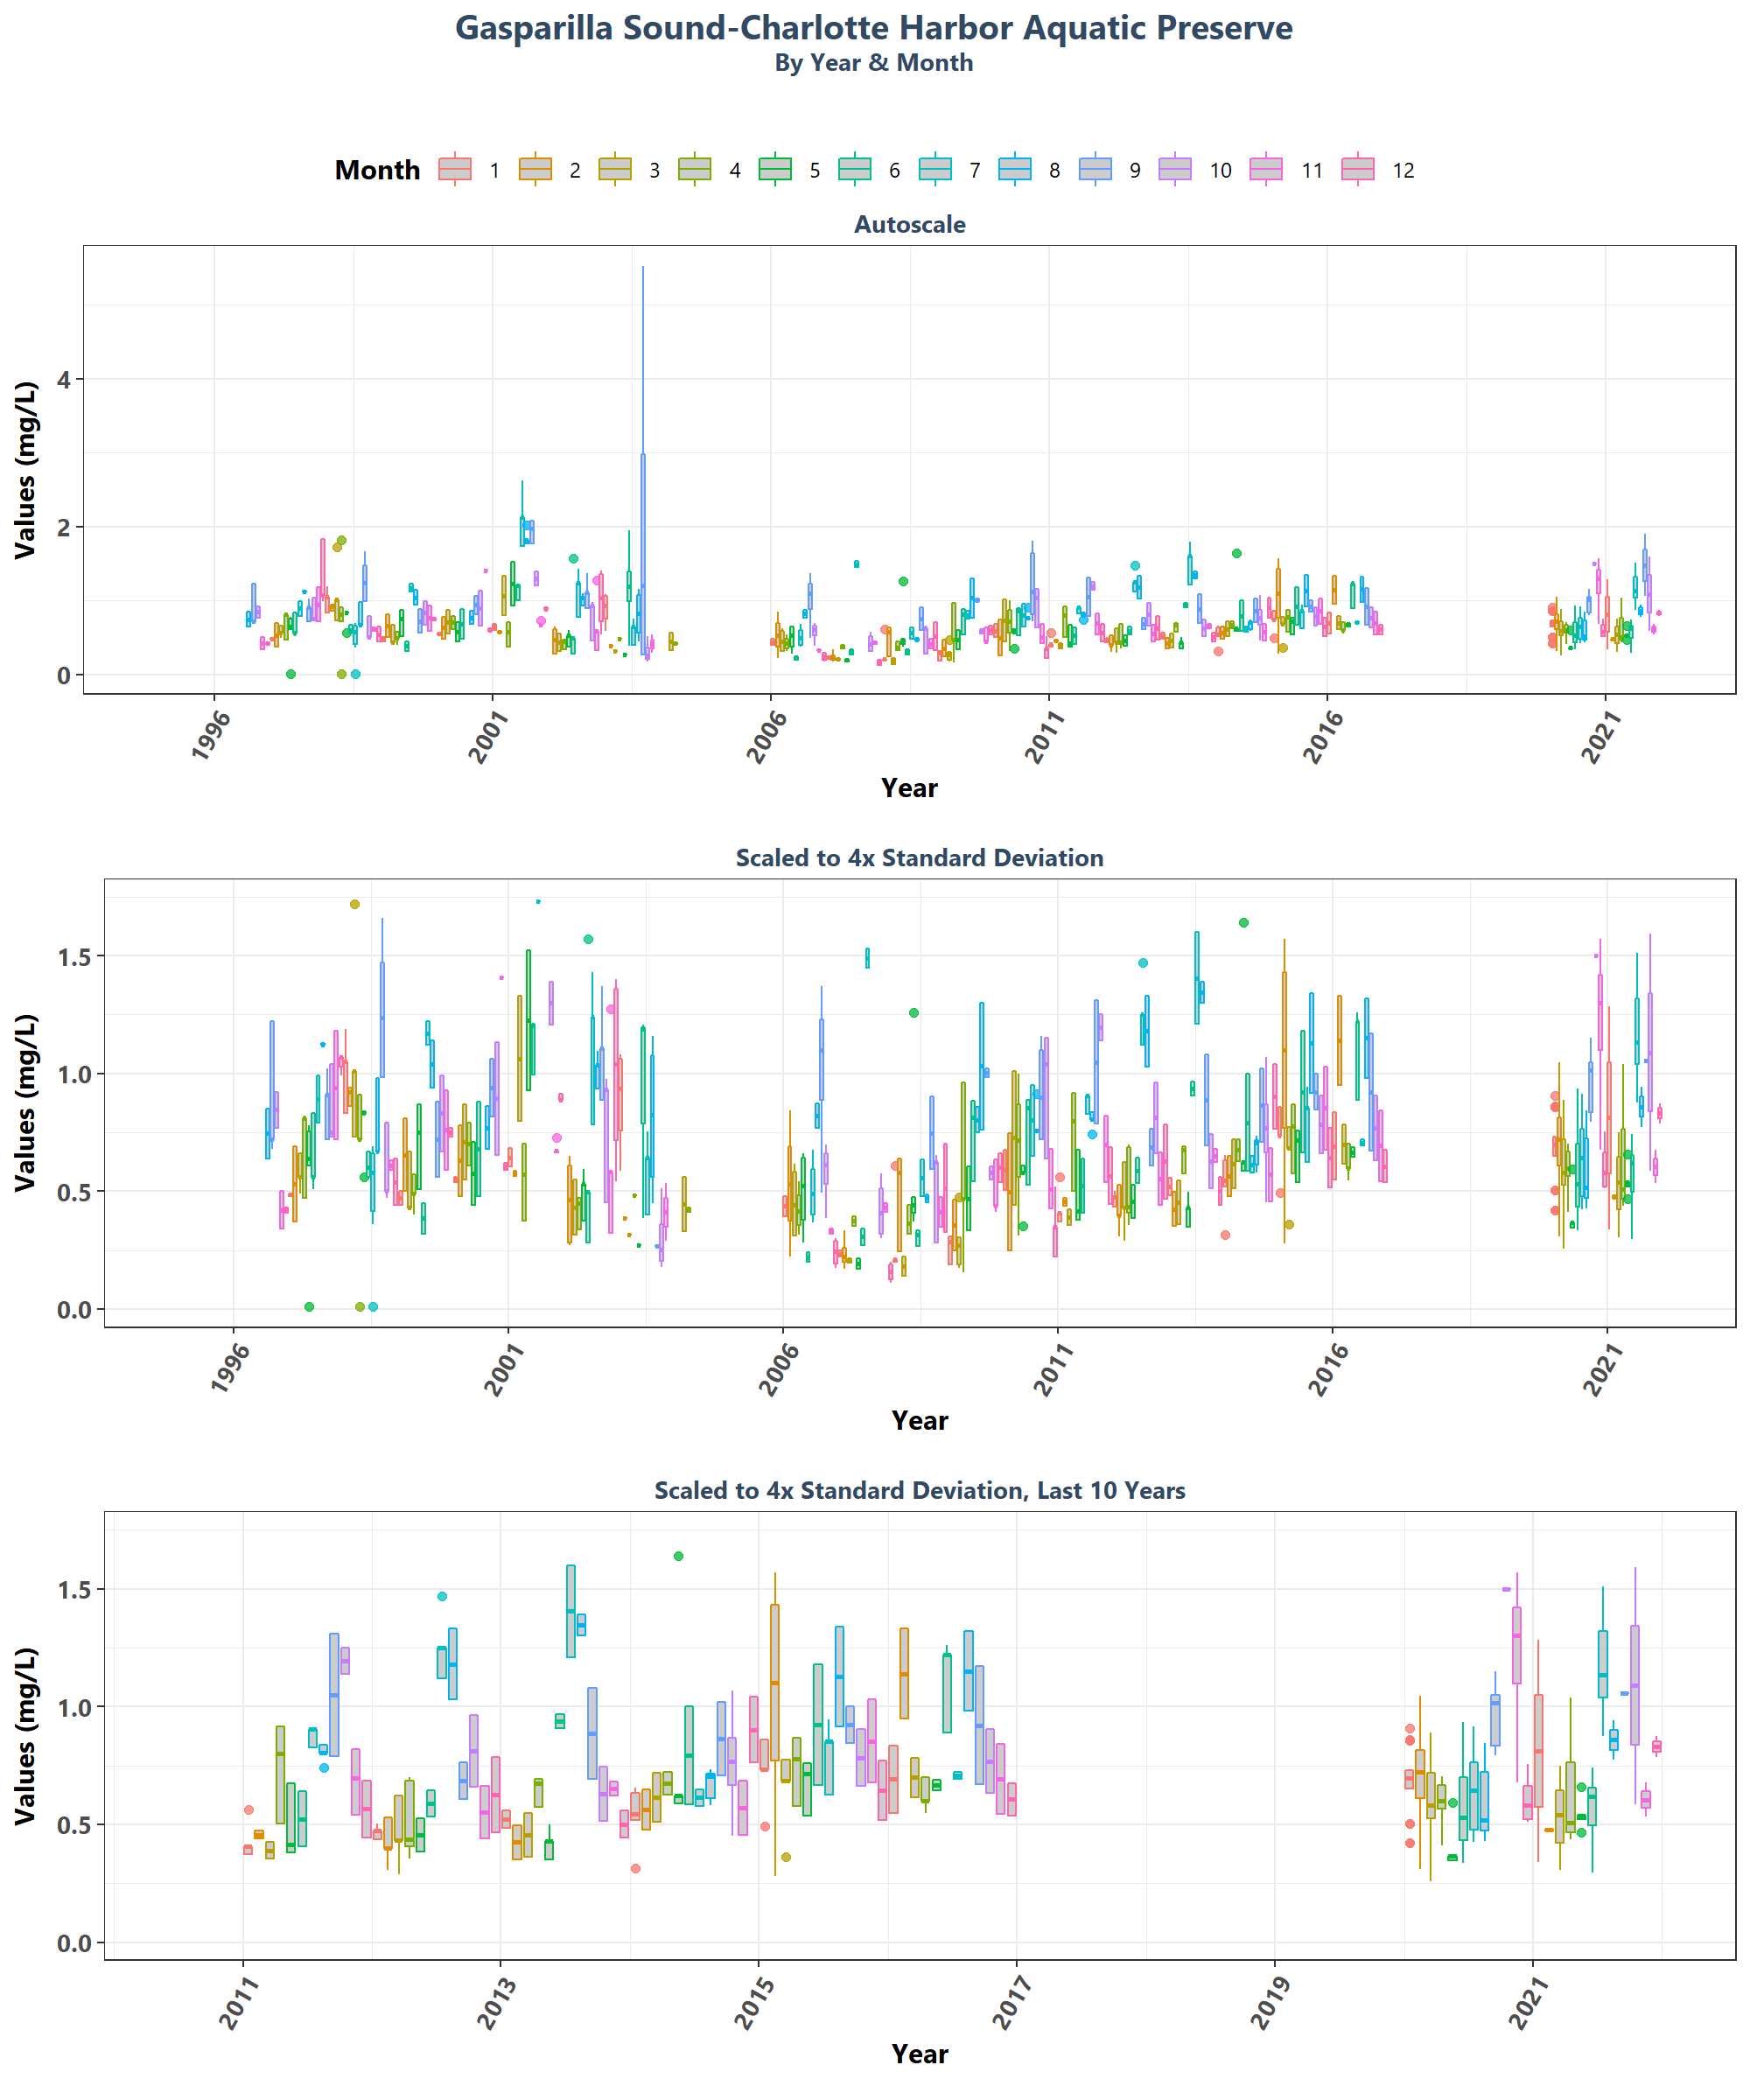 Gasparilla Sound-Charlotte Harbor Aquatic Preserve
By Year & Month
Month 1 2 3 4 5 6 7 8 9 10 11 12
Autoscale
Values (mg/L)
4
2
0
1996 2001 2006 2011 2016 2021
Year
Scaled to 4x Standard Deviation
Values (mg/L)
1.5
1.0
0.5
0.0
1996 2001 2006 2011 2016 2021
Year
Scaled to 4x Standard Deviation, Last 10 Years
Values (mg/L)
1.5
1.0
0.5
0.0
2011 2013 2015 2017 2019 2021
Year